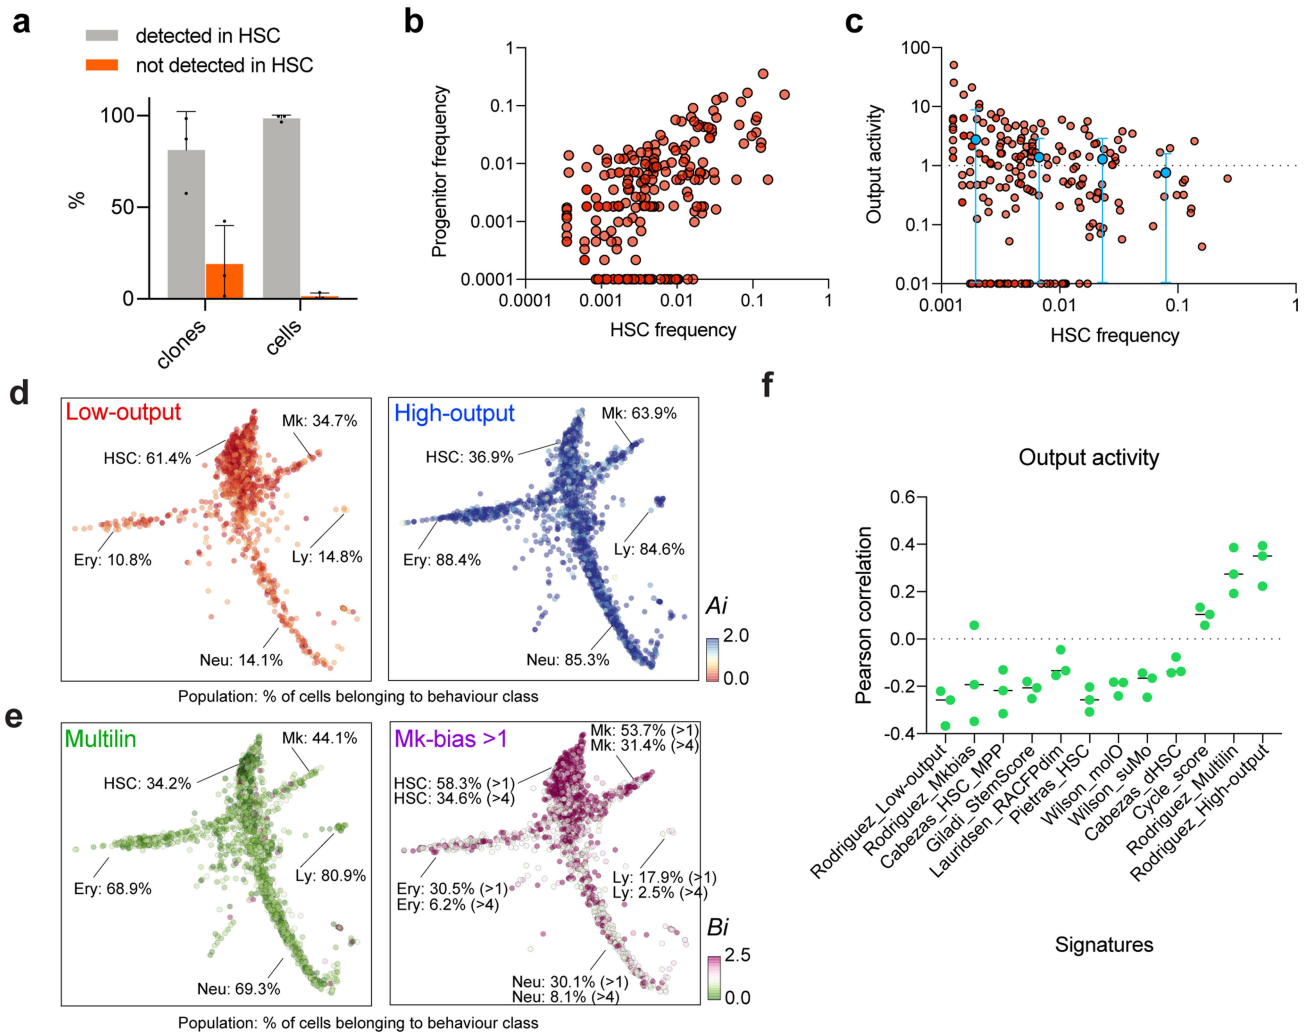 a
detected in HSC
not detected in HSC
%
100
50
0
clones
cells
b
Progenitor frequency
1
0.1
0.01
0.001
0.0001
0.0001
0.001
0.01
0.1
1
HSC frequency
c
Output activity
100
10
1
0.1
0.01
0.001
0.01
0.1
1
HSC frequency
d
Low-output
Mk: 34.7%
HSC: 61.4%
Ery: 10.8%
Ly: 14.8%
Neu: 14.1%
High-output
Mk: 63.9%
HSC: 36.9%
Ery: 88.4%
Ly: 84.6%
Neu: 85.3%
Ai
2.0
0.0
Population: % of cells belonging to behaviour class
e
Multilin
Mk: 44.1%
HSC: 34.2%
Ery: 68.9%
Ly: 80.9%
Neu: 69.3%
Mk-bias >1
Mk: 53.7% (>1)
Mk: 31.4% (>4)
HSC: 58.3% (>1)
HSC: 34.6% (>4)
Ery: 30.5% (>1)
Ery: 6.2% (>4)
Ly: 17.9% (>1)
Ly: 2.5% (>4)
Neu: 30.1% (>1)
Neu: 8.1% (>4)
Bi
2.5
0.0
Population: % of cells belonging to behaviour class
f
Output activity
Pearson correlation
0.6
0.4
0.2
0.0
-0.2
-0.4
Rodriguez_Low-output
Rodriguez_Mkbias
Cabezas_HSC_MPP
Giladi_StemScore
Lauridsen_RACFPdim
Pietras_HSC
Wilson_molO
Wilson_suMo
Cabezas_dHSC
Cycle_score
Rodriguez_Multilin
Rodriguez_High-output
Signatures